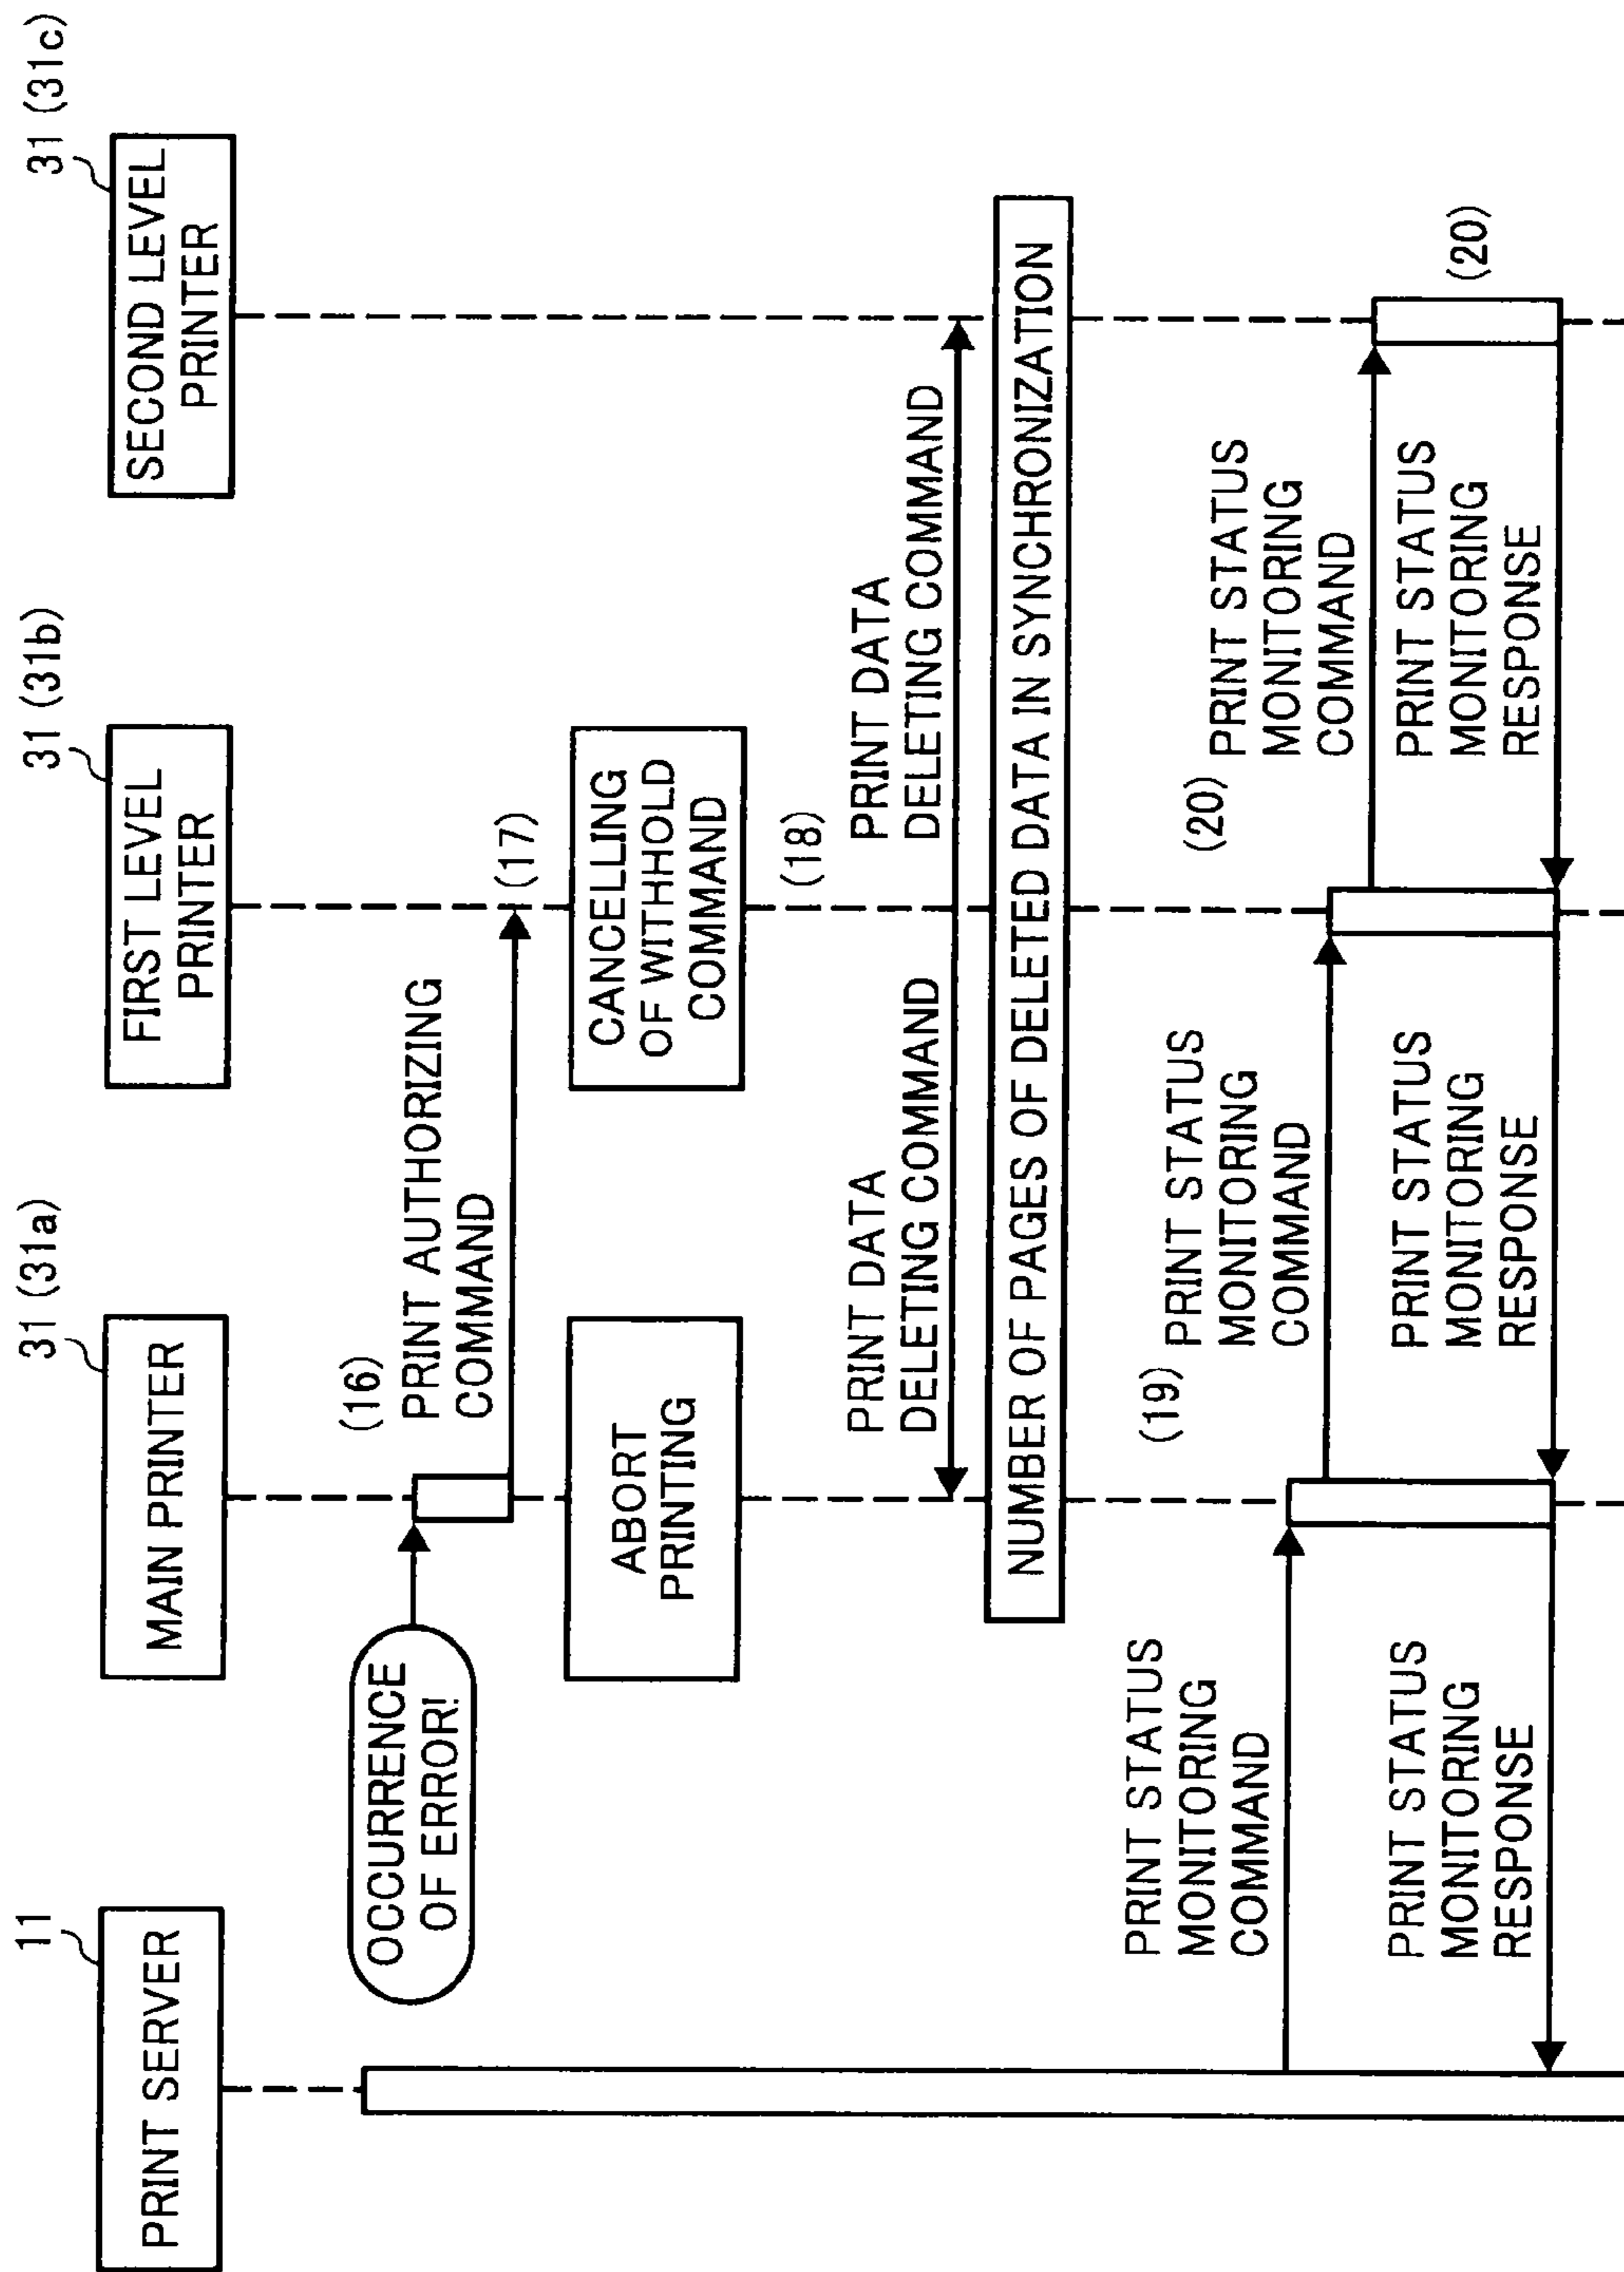 11
PRINT SERVER
31 (31a)
MAIN PRINTER
31 (31b)
FIRST LEVEL
PRINTER
31 (31c)
SECOND LEVEL
PRINTER
OCCURRENCE
OF ERROR!
(16)
PRINT AUTHORIZING
COMMAND
(17)
ABORT
PRINTING
CANCELLING
OF WITHHOLD
COMMAND
(18)
PRINT DATA
DELETING COMMAND
PRINT DATA
DELETING COMMAND
NUMBER OF PAGES OF DELETED DATA IN SYNCHRONIZATION
PRINT STATUS
MONITORING
COMMAND
(19)
PRINT STATUS
MONITORING
COMMAND
(20)
PRINT STATUS
MONITORING
COMMAND
PRINT STATUS
MONITORING
RESPONSE
PRINT STATUS
MONITORING
RESPONSE
PRINT STATUS
MONITORING
RESPONSE
(20)